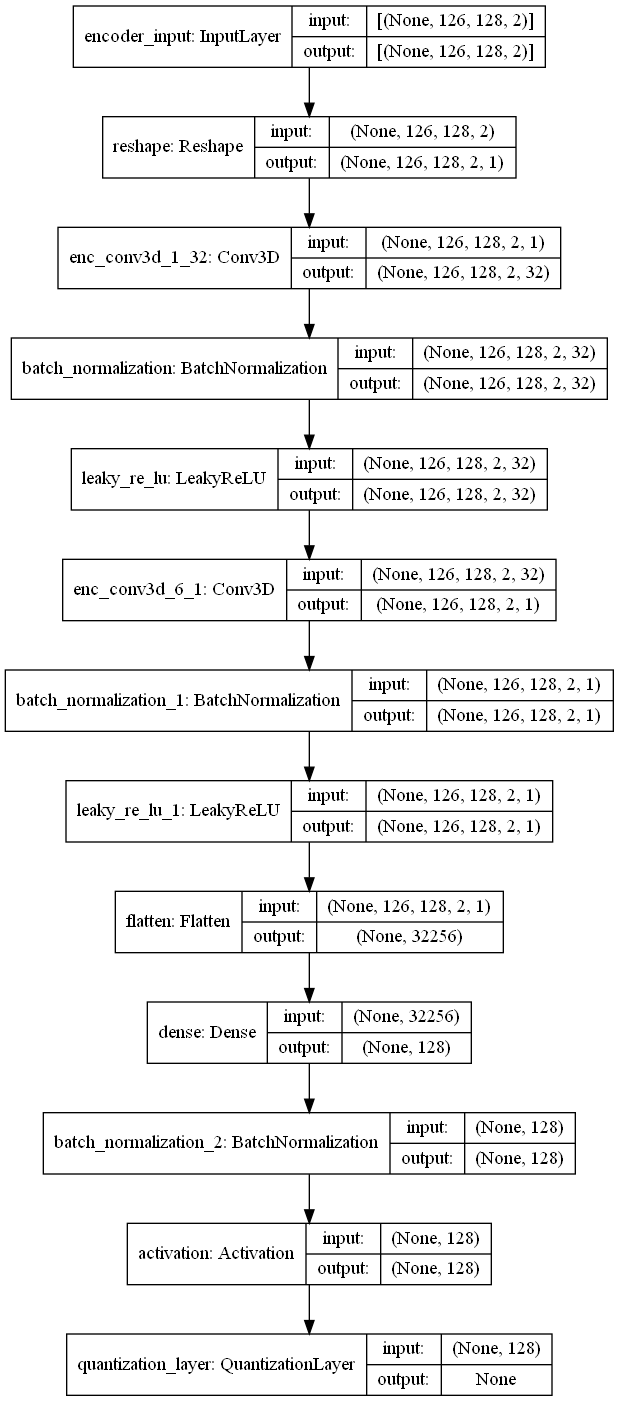 encoder_input: InputLayer
input:
[(None, 126, 128, 2)]
output:
[(None, 126, 128, 2)]
reshape: Reshape
input:
(None, 126, 128, 2)
output:
(None, 126, 128, 2, 1)
enc_conv3d_1_32: Conv3D
input:
(None, 126, 128, 2, 1)
output:
(None, 126, 128, 2, 32)
batch_normalization: BatchNormalization
input:
(None, 126, 128, 2, 32)
output:
(None, 126, 128, 2, 32)
leaky_re_lu: LeakyReLU
input:
(None, 126, 128, 2, 32)
output:
(None, 126, 128, 2, 32)
enc_conv3d_6_1: Conv3D
input:
(None, 126, 128, 2, 32)
output:
(None, 126, 128, 2, 1)
batch_normalization_1: BatchNormalization
input:
(None, 126, 128, 2, 1)
output:
(None, 126, 128, 2, 1)
leaky_re_lu_1: LeakyReLU
input:
(None, 126, 128, 2, 1)
output:
(None, 126, 128, 2, 1)
flatten: Flatten
input:
(None, 126, 128, 2, 1)
output:
(None, 32256)
dense: Dense
input:
(None, 32256)
output:
(None, 128)
batch_normalization_2: BatchNormalization
input:
(None, 128)
output:
(None, 128)
activation: Activation
input:
(None, 128)
output:
(None, 128)
quantization_layer: QuantizationLayer
input:
(None, 128)
output:
None